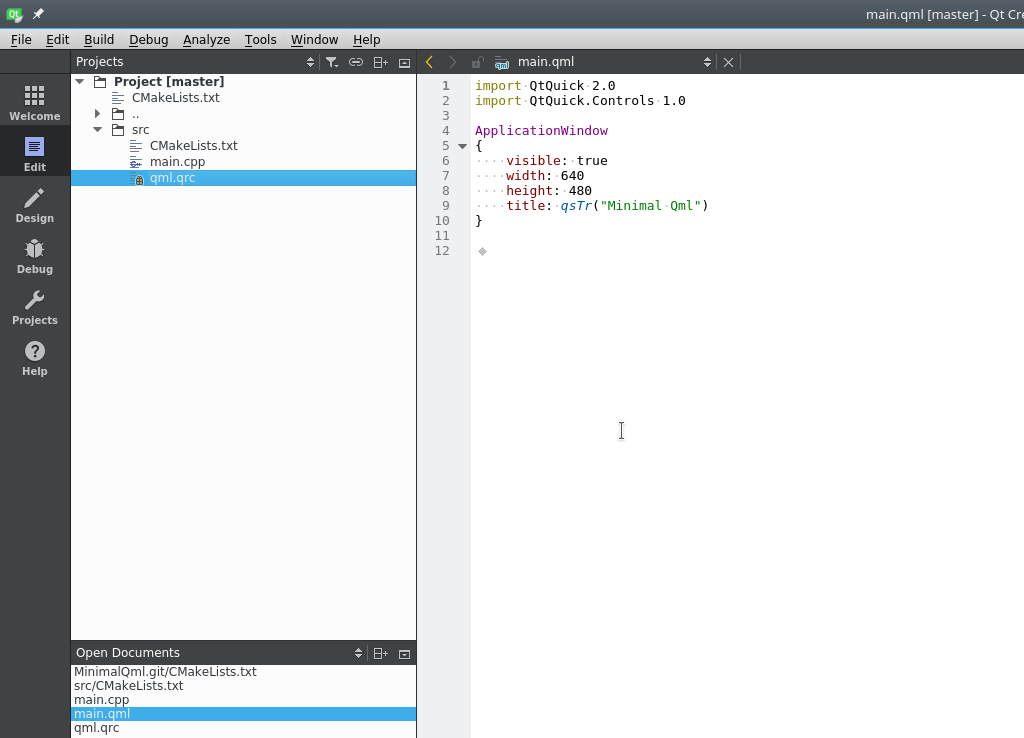 main.qml [master] - Qt Cre
File Edit Build Debug Analyze Tools Window Help
Projects
main.qml
Welcome
Edit
Design
Debug
Projects
Help
Project [master]
CMakeLists.txt
..
src
CMakeLists.txt
main.cpp
qml.qrc
1 import QtQuick 2.0
2 import QtQuick.Controls 1.0
3
4 ApplicationWindow
5 {
6 ····visible: true
7 ····width: 640
8 ····height: 480
9 ····title: qsTr("Minimal Qml")
10 }
11
12
Open Documents
MinimalQml.git/CMakeLists.txt
src/CMakeLists.txt
main.cpp
main.qml
qml.qrc